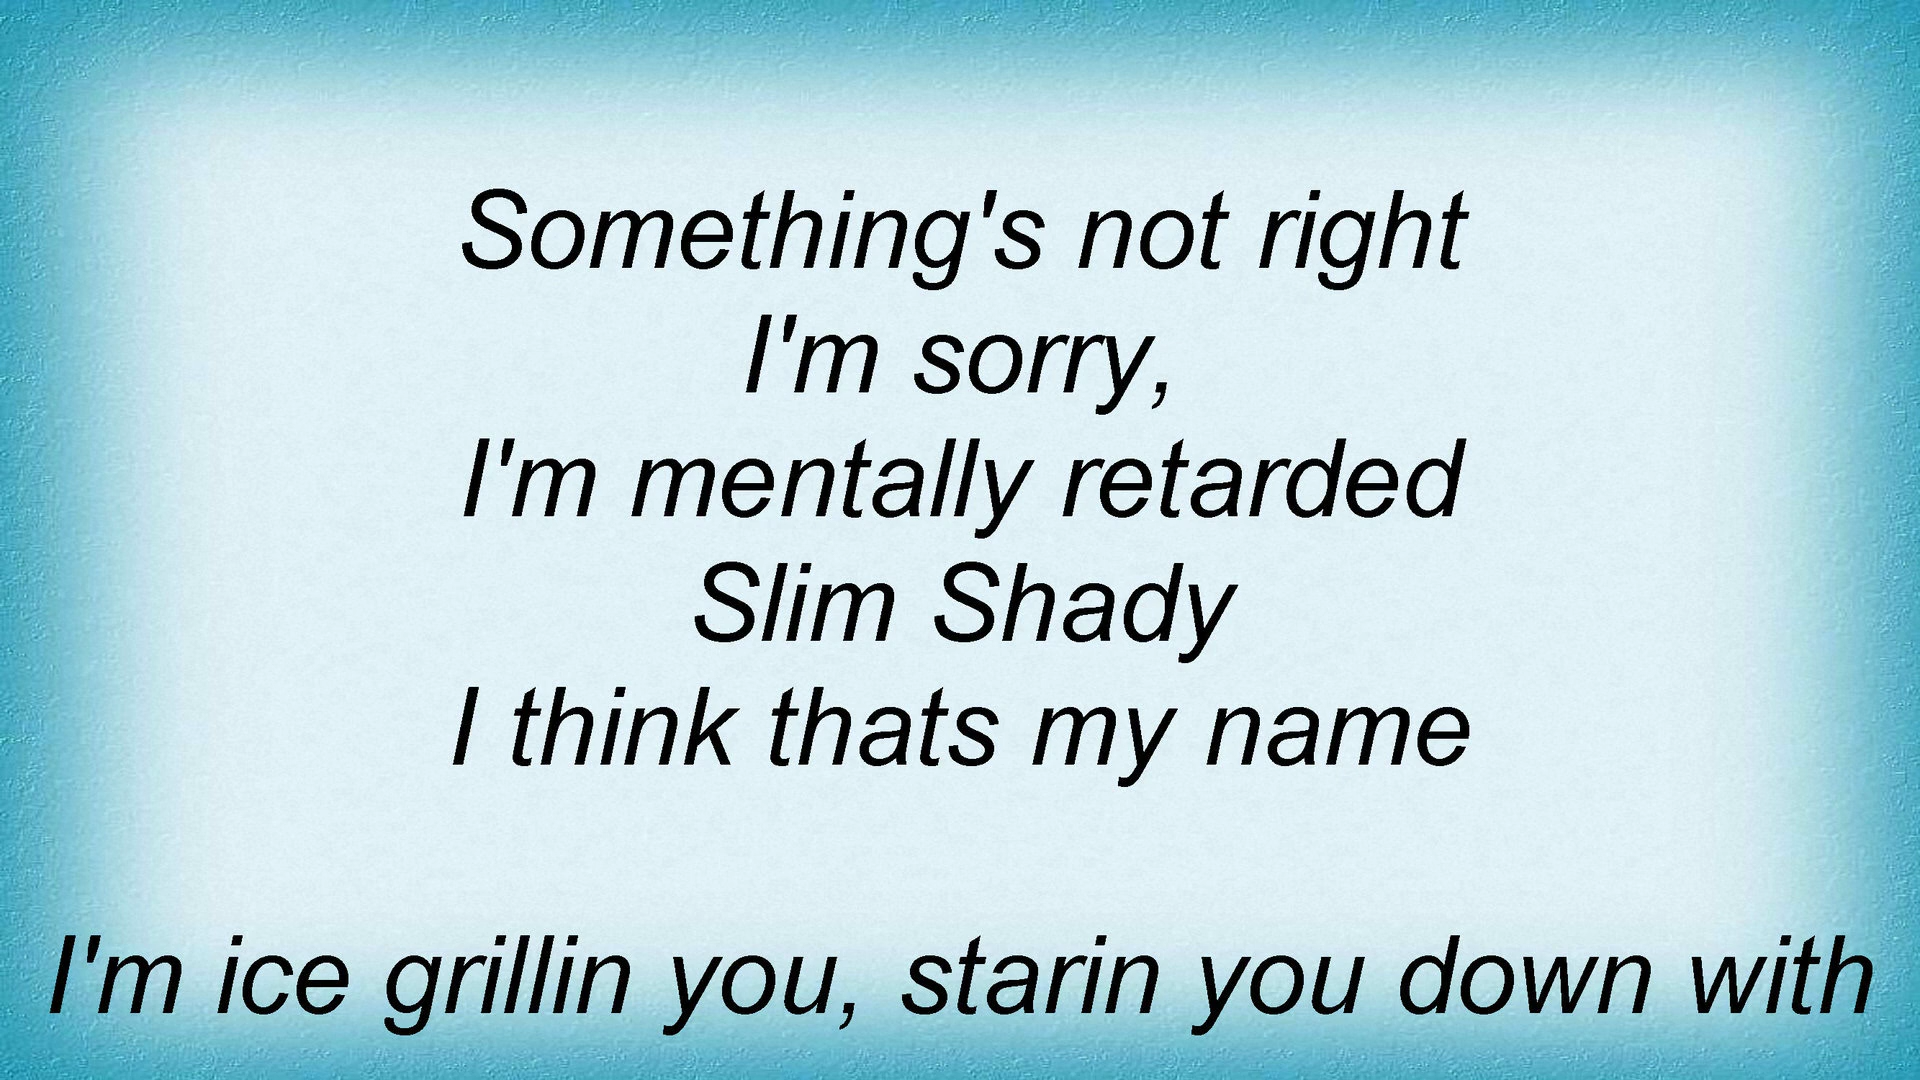 Something's not right
I'm sorry,
I'm mentally retarded
Slim Shady
I think thats my name
I'm ice grillin you, starin you down with